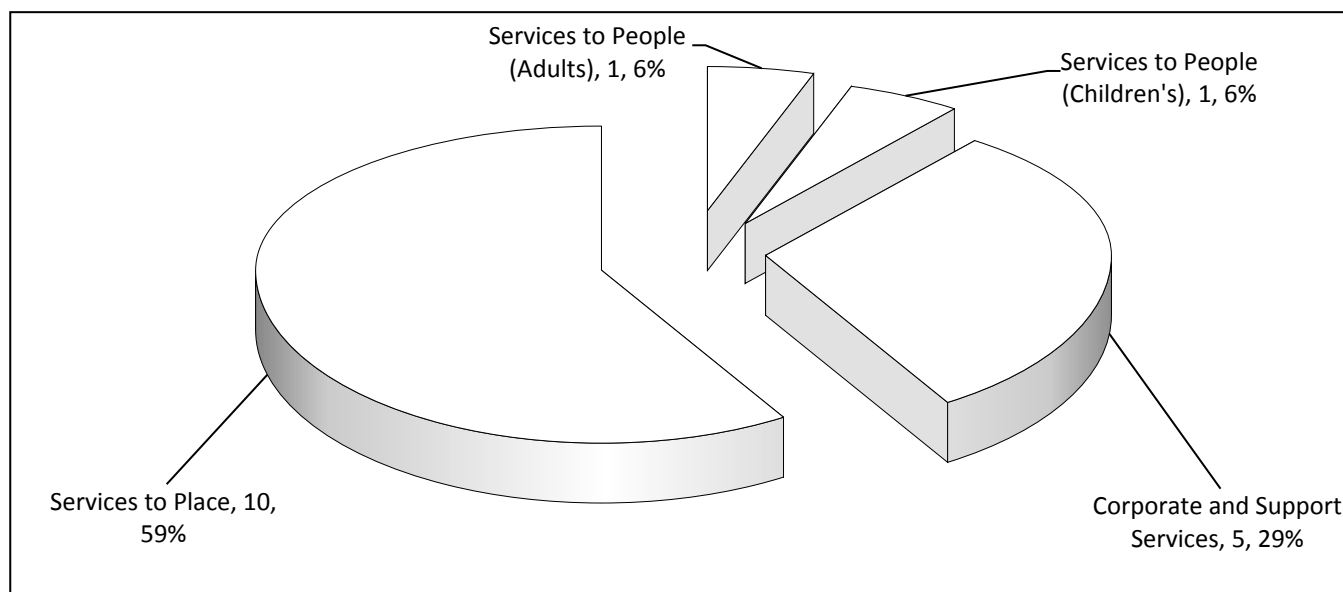 Services to People
(Adults), 1, 6%
Services to People
(Children's), 1, 6%
Services to Place, 10,
59%
Corporate and Support
Services, 5, 29%